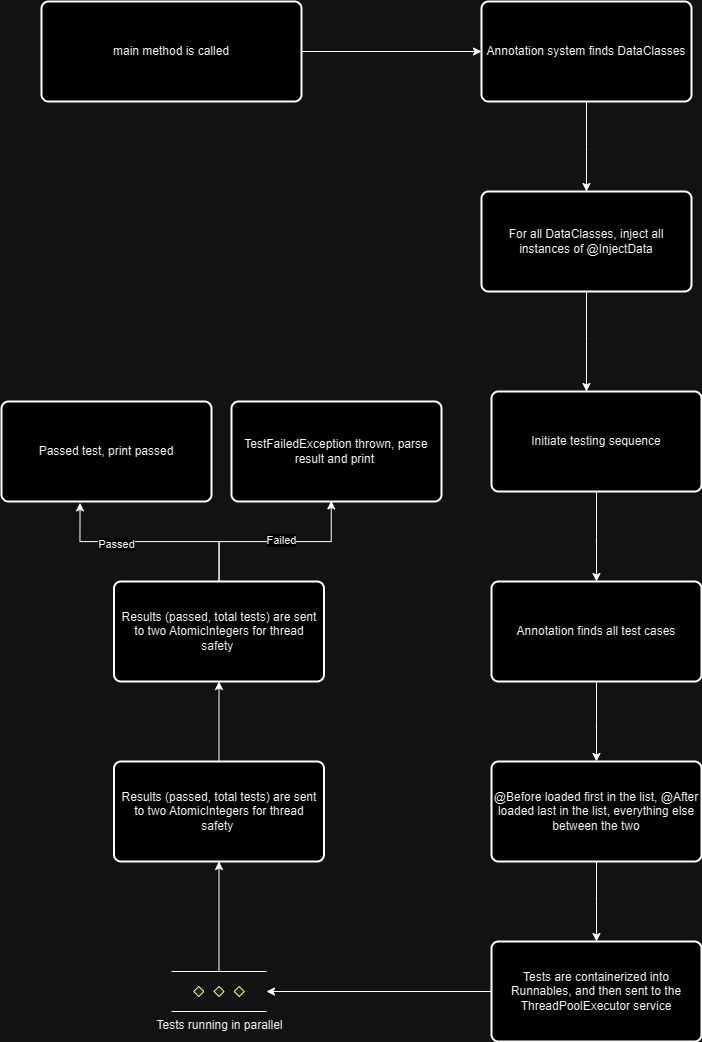 main method is called
Annotation system finds DataClasses
For all DataClasses, inject all
instances of @InjectData
Initiate testing sequence
Annotation finds all test cases
@Before loaded first in the list, @After
loaded last in the list, everything else
between the two
Tests are containerized into
Runnables, and then sent to the
ThreadPoolExecutor service
Tests running in parallel
Results (passed, total tests) are sent
to two AtomicIntegers for thread
safety
Results (passed, total tests) are sent
to two AtomicIntegers for thread
safety
Passed
Failed
Passed test, print passed
TestFailedException thrown, parse
result and print